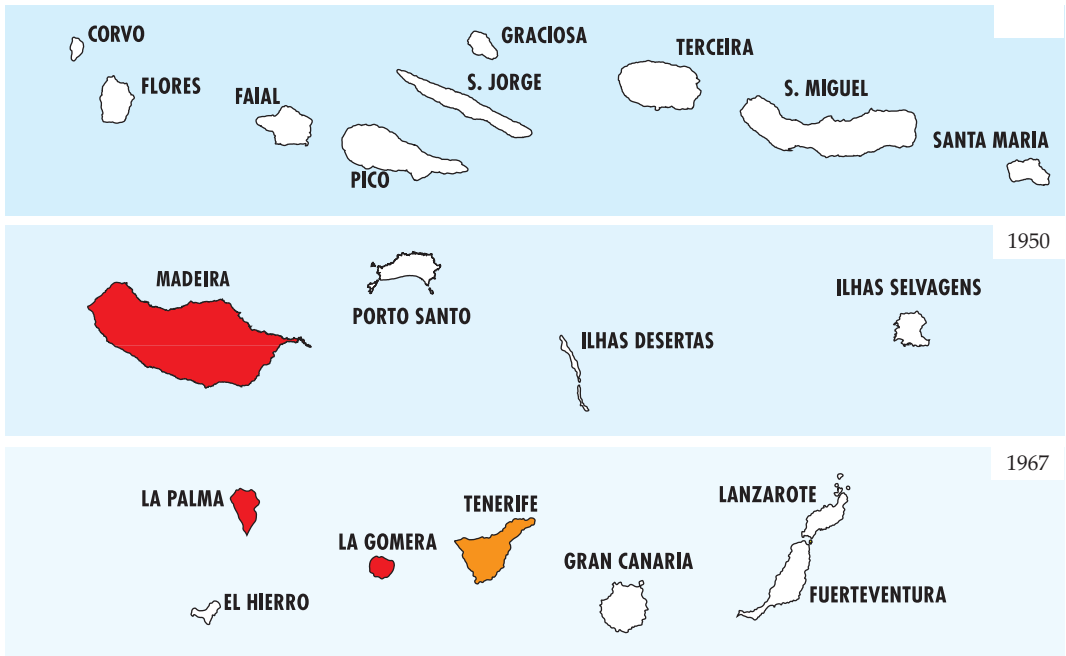 CORVO
GRACIOSA
TERCEIRA
FLORES
FAIAL
S. JORGE
S. MIGUEL
SANTA MARIA
PICO
1950
MADEIRA
PORTO SANTO
ILHAS DESERTAS
ILHAS SELVAGENS
1967
LA PALMA
TENERIFE
LANZAROTE
LA GOMERA
GRAN CANARIA
EL HIERRO
FUERTEVENTURA